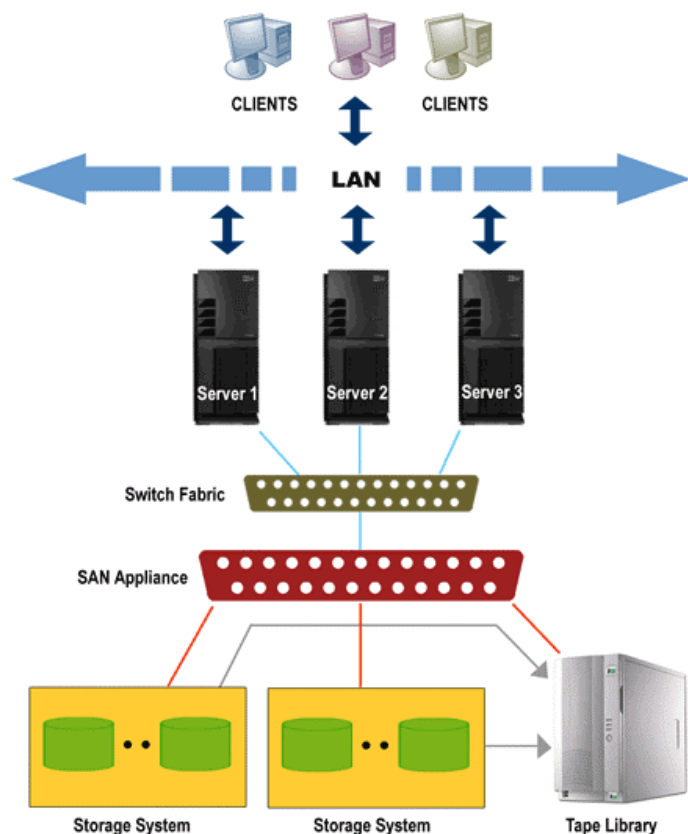 CLIENTS CLIENTS
LAN
Server 1 Server 2 Server 3
Switch Fabric
SAN Appliance
Storage System Storage System Tape Library